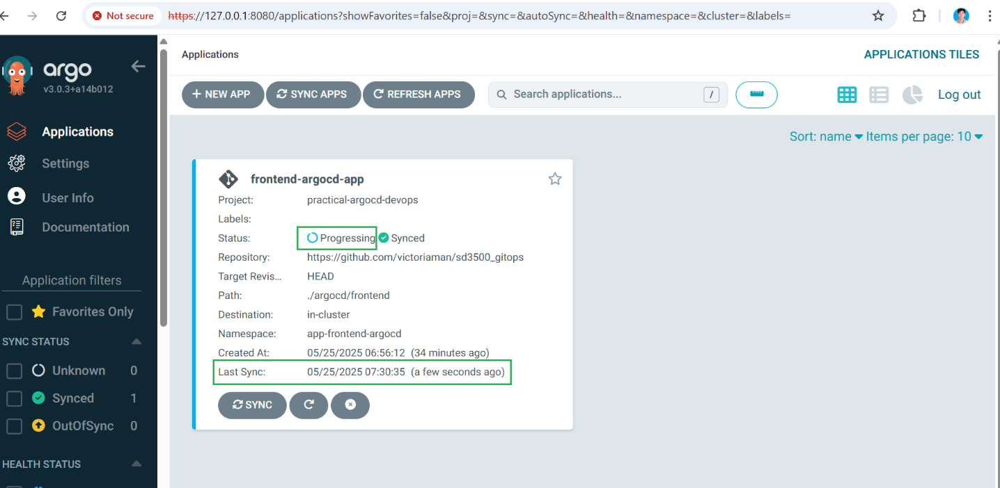 Not secure https://127.0.0.1:8080/applications?showFavorites=false&proj=&sync=&autoSync=&health=&namespace=&cluster=&labels=
argo
v3.0.3+a14b012
Applications
Settings
User Info
Documentation
Application filters
Favorites Only
SYNC STATUS
Unknown 0
Synced 1
OutOfSync 0
HEALTH STATUS
Applications APPLICATIONS TILES
+ NEW APP SYNC APPS REFRESH APPS Search applications... / Log out
Sort: name Items per page: 10
frontend-argocd-app
Project: practical-argocd-devops
Labels:
Status: Progressing Synced
Repository: https://github.com/victoriaman/sd3500_gitops
Target Revis... HEAD
Path: ./argocd/frontend
Destination: in-cluster
Namespace: app-frontend-argocd
Created At: 05/25/2025 06:56:12 (34 minutes ago)
Last Sync: 05/25/2025 07:30:35 (a few seconds ago)
SYNC